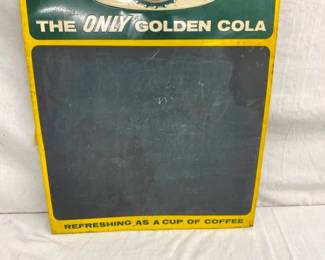 THE ONLY GOLDEN COLA
REFRESHING AS A CUP OF COFFEE